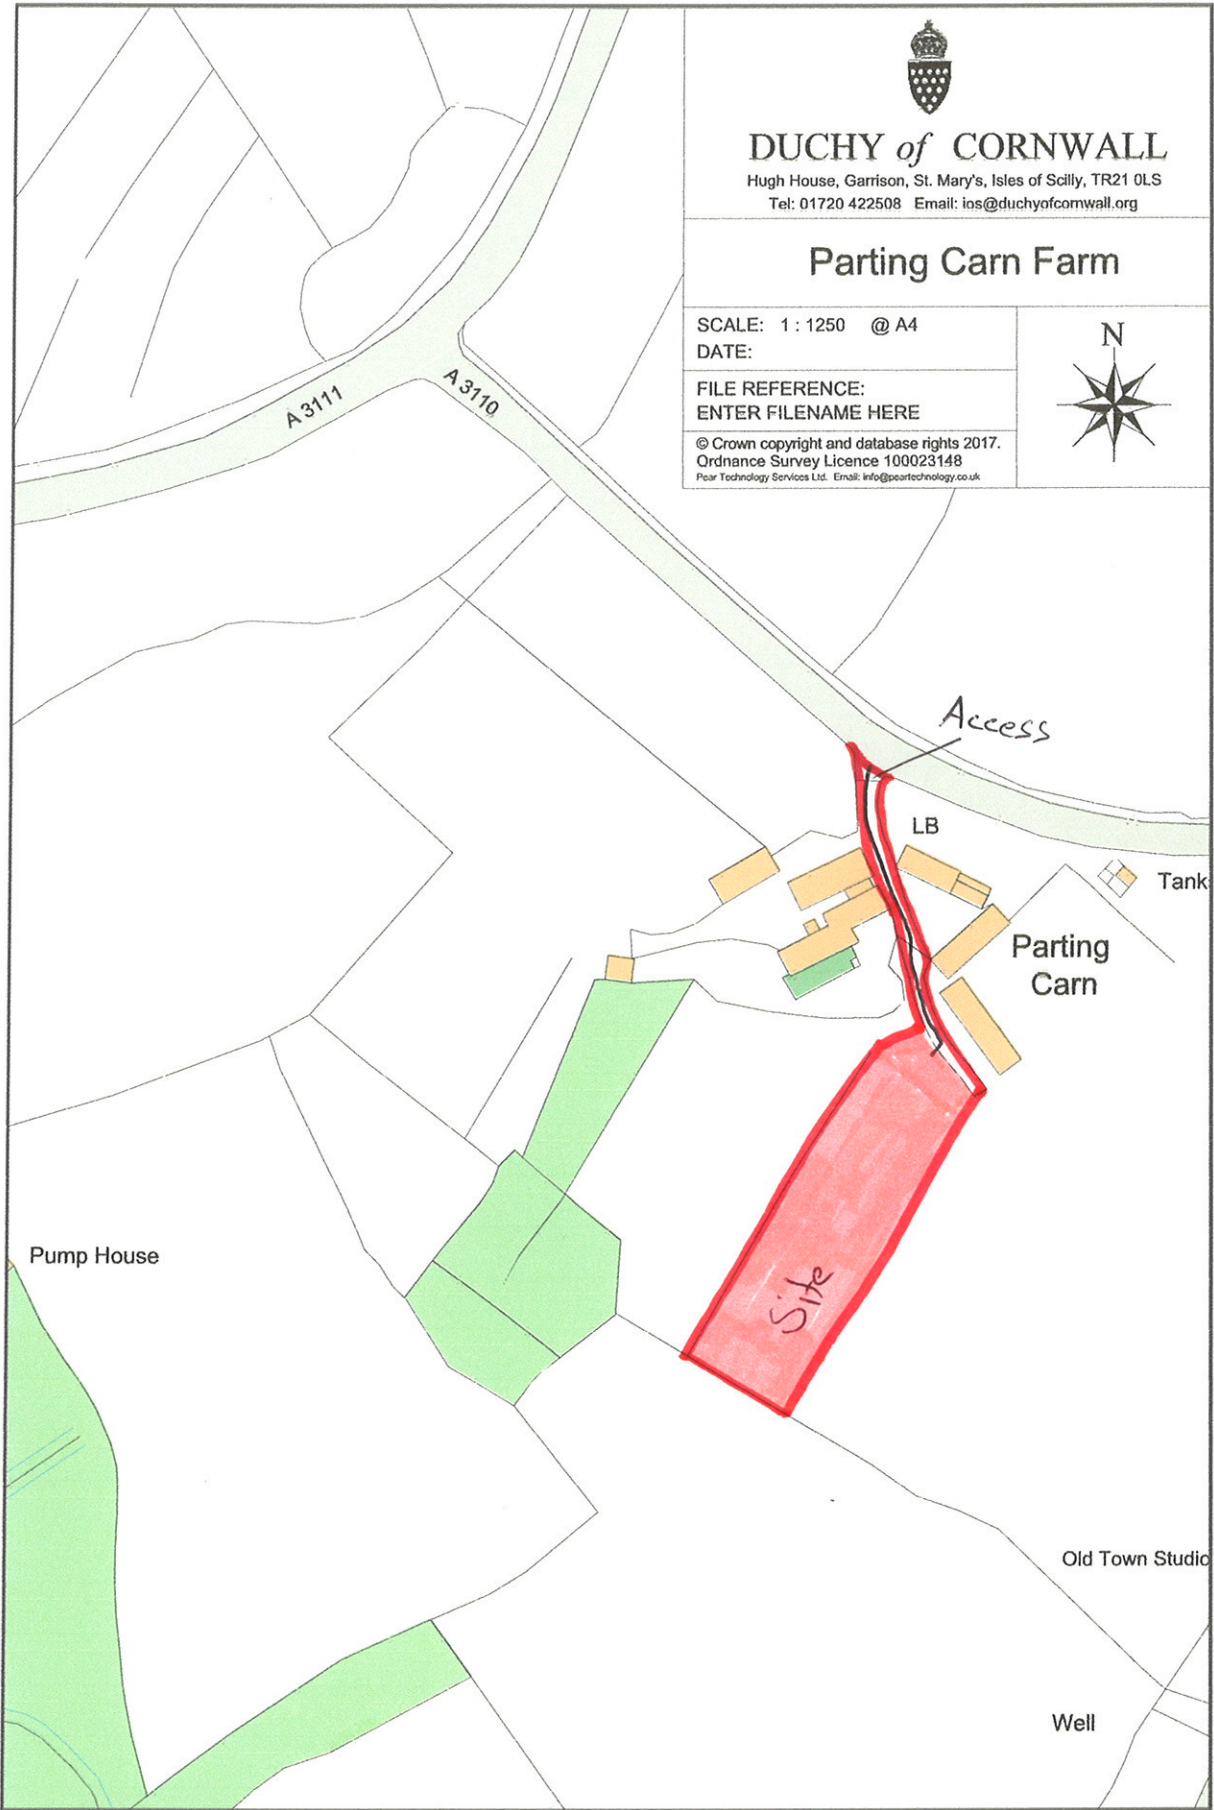 DUCHY of CORNWALL
Hugh House, Garrison, St. Mary's, Isles of Scilly, TR21 0LS
Tel: 01720 422508 Email: ios@duchyofcornwall.org
Parting Carn Farm
SCALE: 1 : 1250 @ A4
DATE:
FILE REFERENCE:
ENTER FILENAME HERE
© Crown copyright and database rights 2017.
Ordnance Survey Licence 100023148
Pear Technology Services Ltd. Email: info@peartechnology.co.uk
N
A 3111
A 3110
Access
LB
Tank
Parting
Carn
Pump House
Site
Old Town Studio
Well